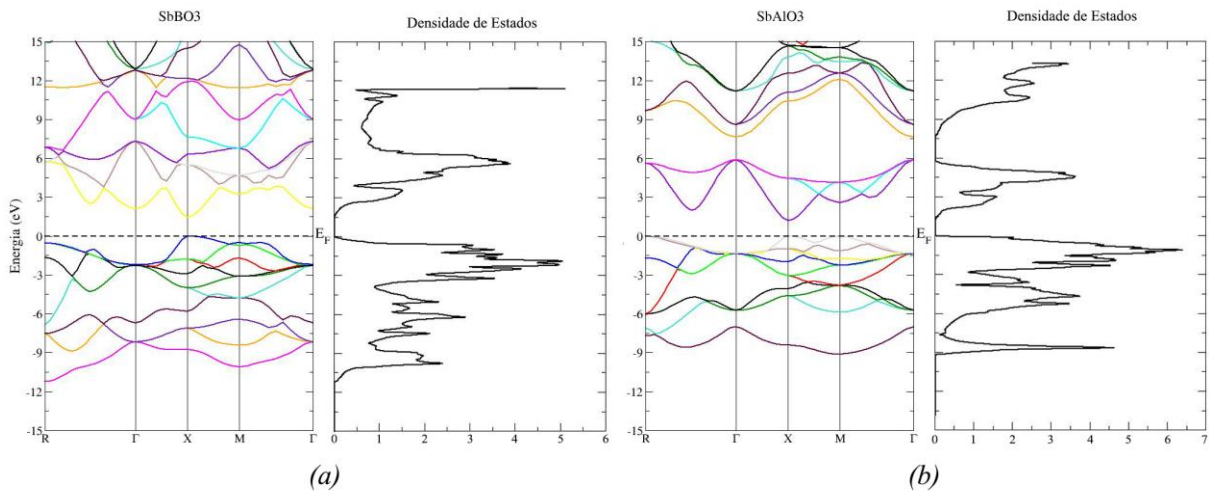 SbBO3
Densidade de Estados
SbAlO3
Densidade de Estados
15
12
9
6
3
0
-3
-6
-9
-12
-15
Energia (eV)
R
Γ
X
M
Γ
E_F
0
1
2
3
4
5
6
15
12
9
6
3
0
-3
-6
-9
-12
-15
R
Γ
X
M
Γ
E_F
0
1
2
3
4
5
6
7
(a)
(b)